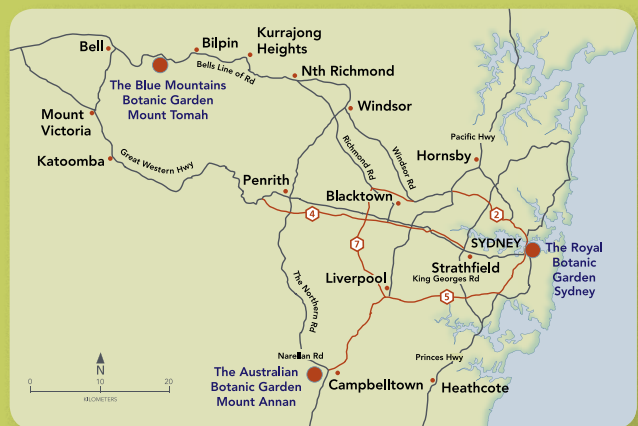 Kurrajong
Heights
Bilpin
Bell
Bells Line of Rd
Nth Richmond
The Blue Mountains
Botanic Garden
Mount Tomah
Windsor
Mount
Victoria
Pacific Hwy
Richmond Rd
Windsor Rd
Hornsby
Katoomba
Great Western Hwy
Penrith
Blacktown
4
2
7
SYDNEY
The Royal
Botanic
Garden
Sydney
Strathfield
King Georges Rd
Liverpool
5
The Northern Rd
Narellan Rd
Princes Hwy
The Australian
Botanic Garden
Mount Annan
Campbelltown
Heathcote
N
0
10
20
KILOMETERS